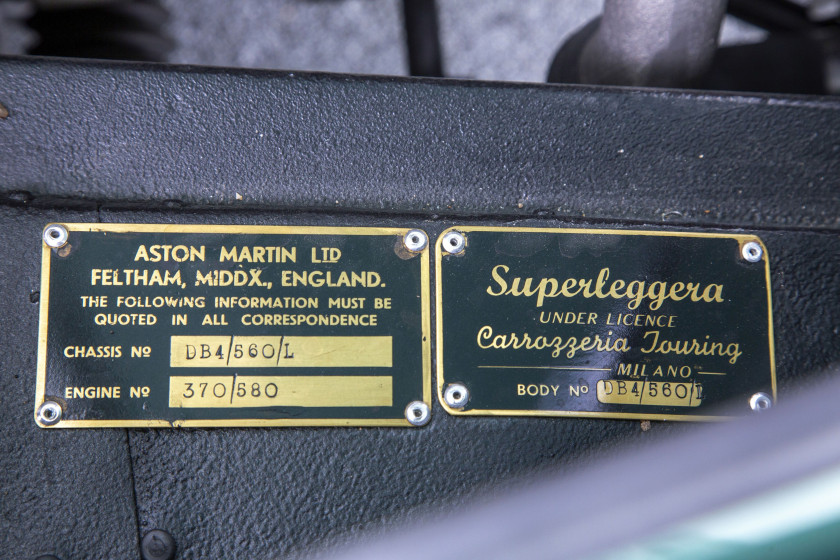 ASTON MARTIN LTD
FELTHAM, MIDDX., ENGLAND.
THE FOLLOWING INFORMATION MUST BE
QUOTED IN ALL CORRESPONDENCE
CHASSIS Nº DB4/560/L
ENGINE Nº 370/580
Superleggera
UNDER LICENCE
Carrozzeria Touring
MILANO
BODY Nº DB4/560/L